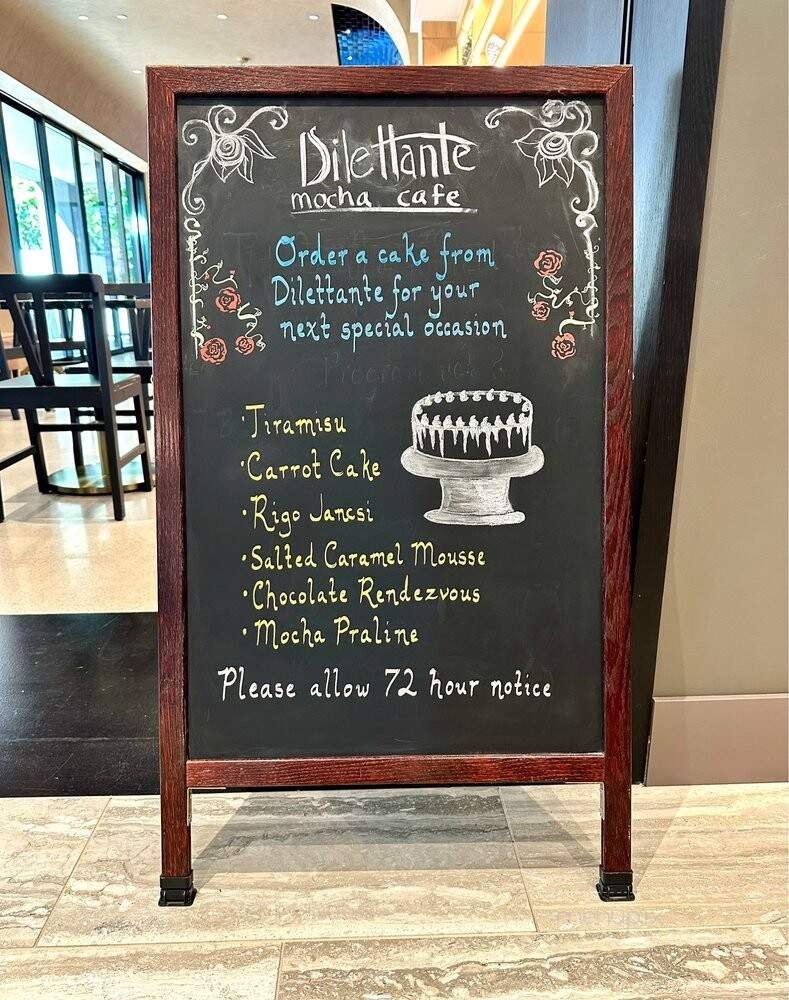 Dilettante
mocha cafe
Order a cake from
Dilettante for your
next special occasion
• Tiramisu
• Carrot Cake
• Rigo Jancsi
• Salted Caramel Mousse
• Chocolate Rendezvous
• Mocha Praline
Please allow 72 hour notice